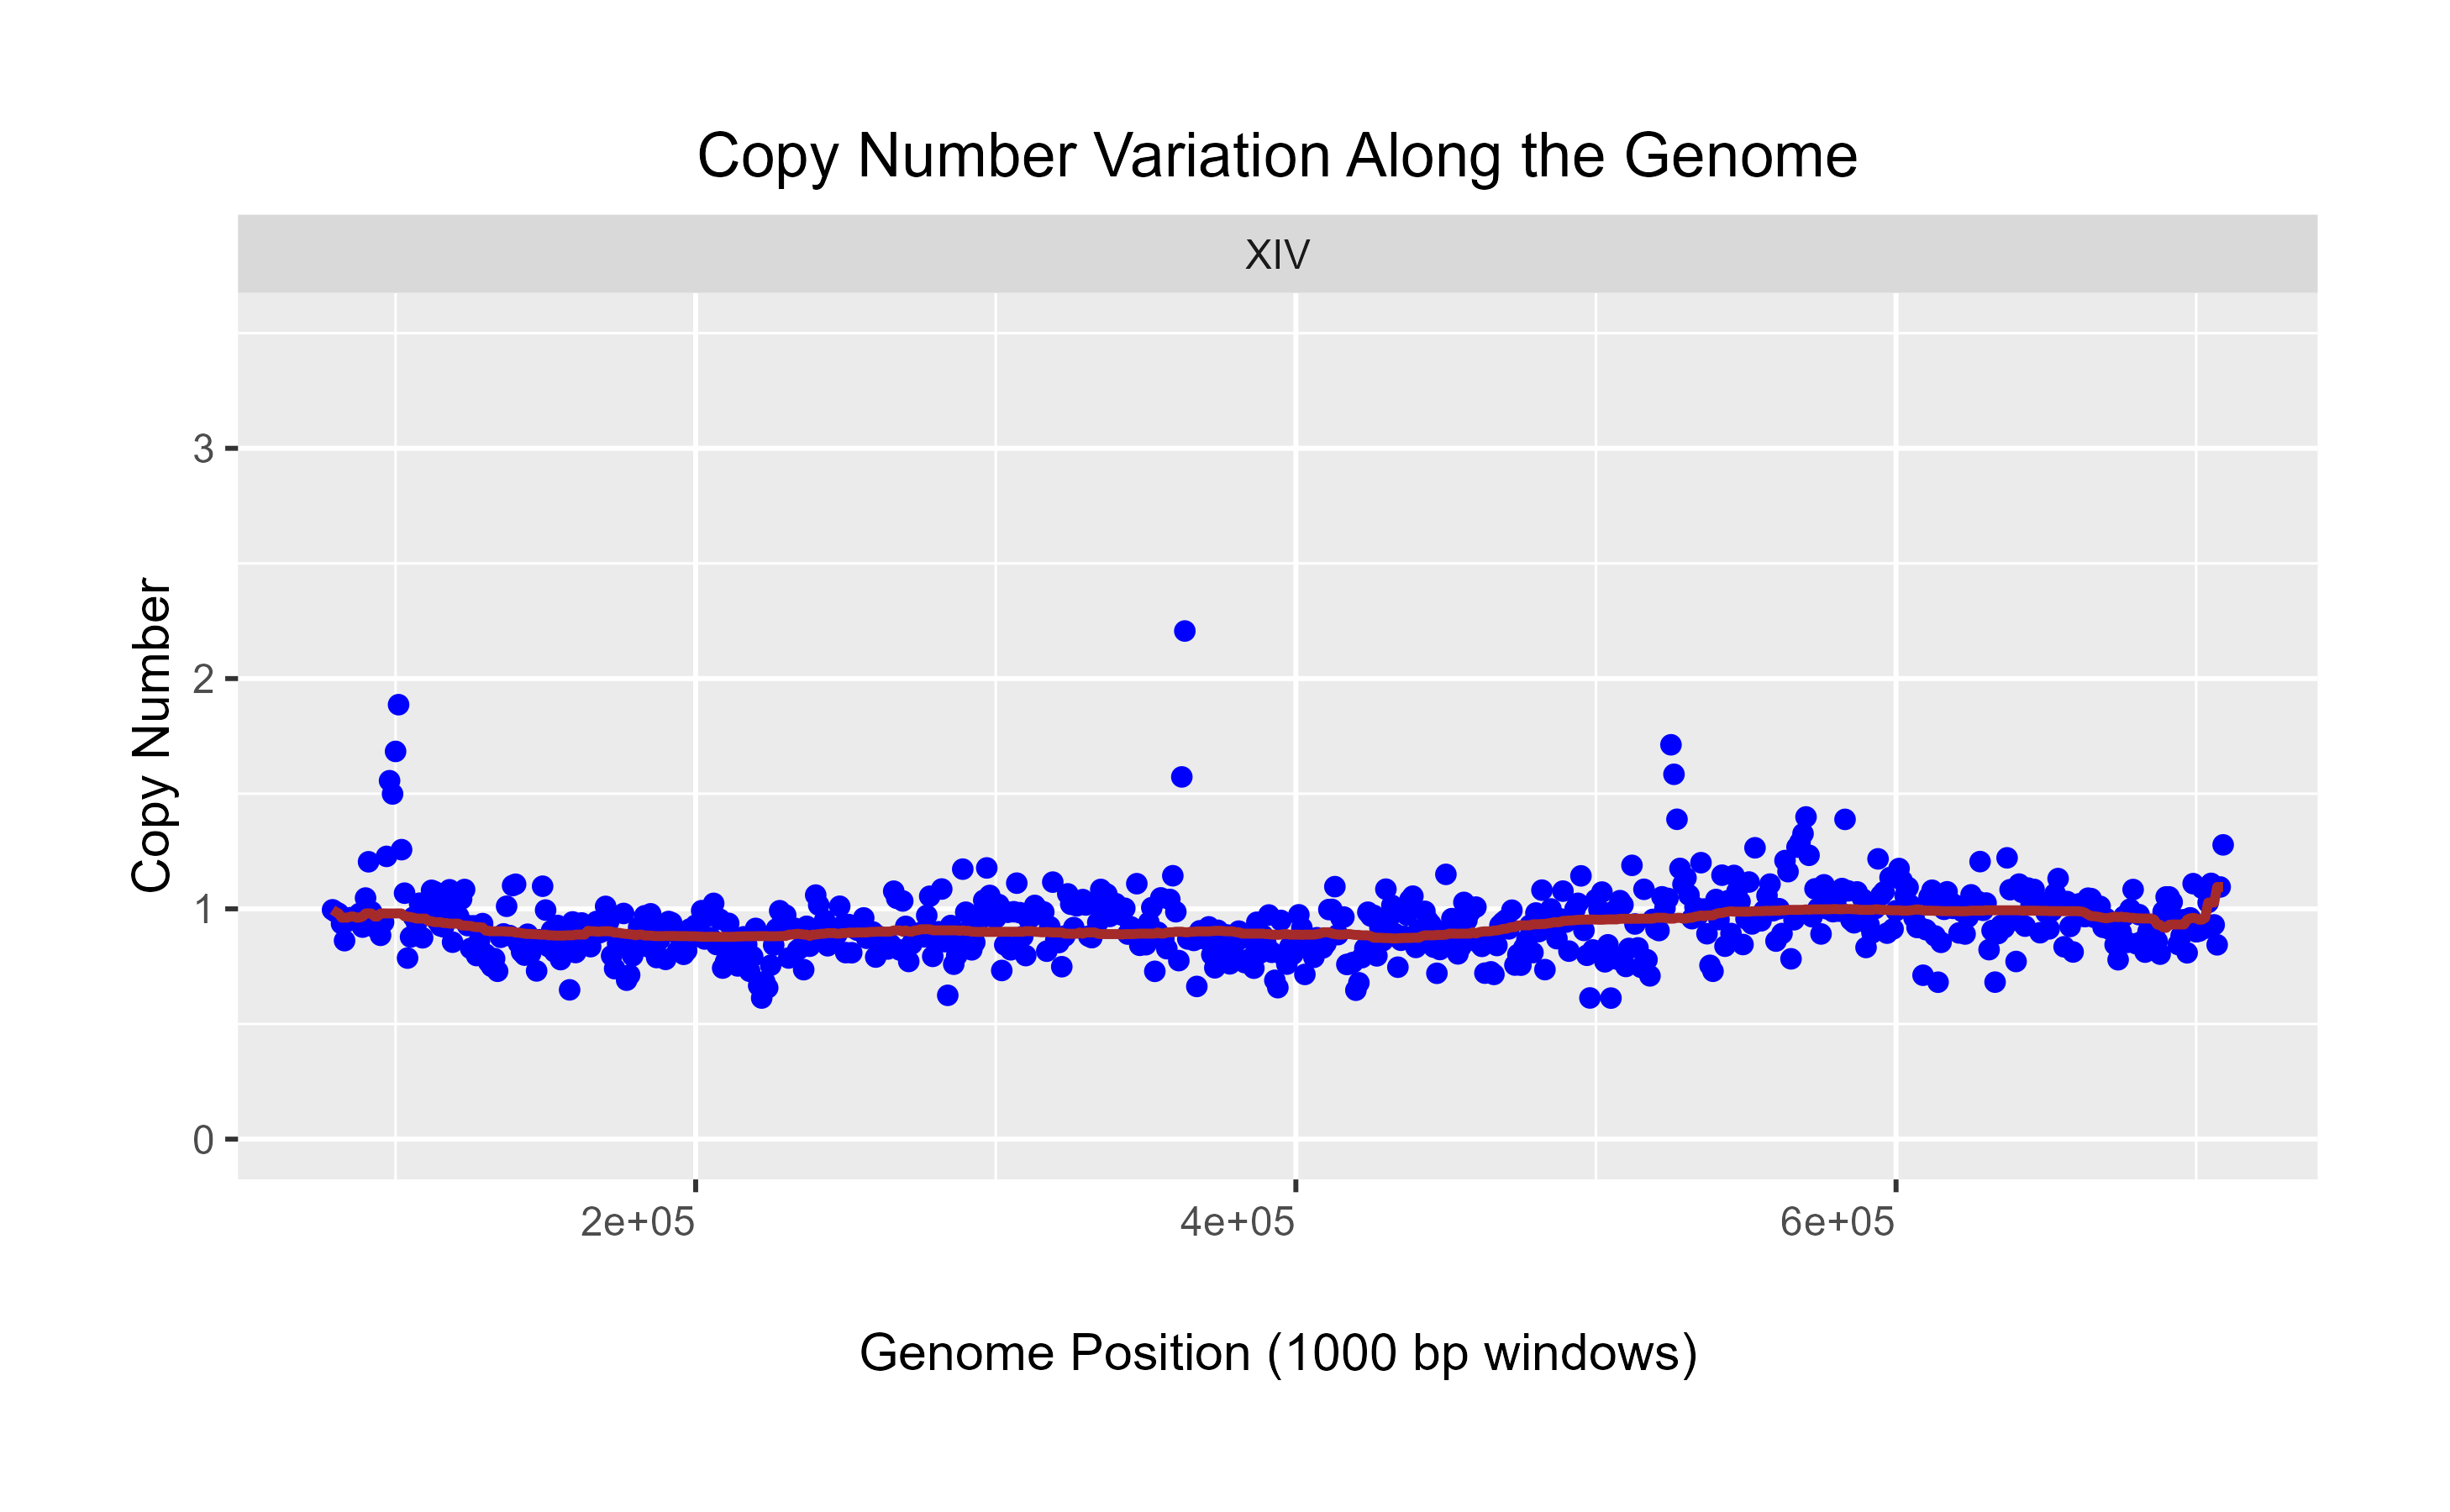 Copy Number Variation Along the Genome
XIV
Copy Number
3
2
1
0
2e+05 4e+05 6e+05
Genome Position (1000 bp windows)